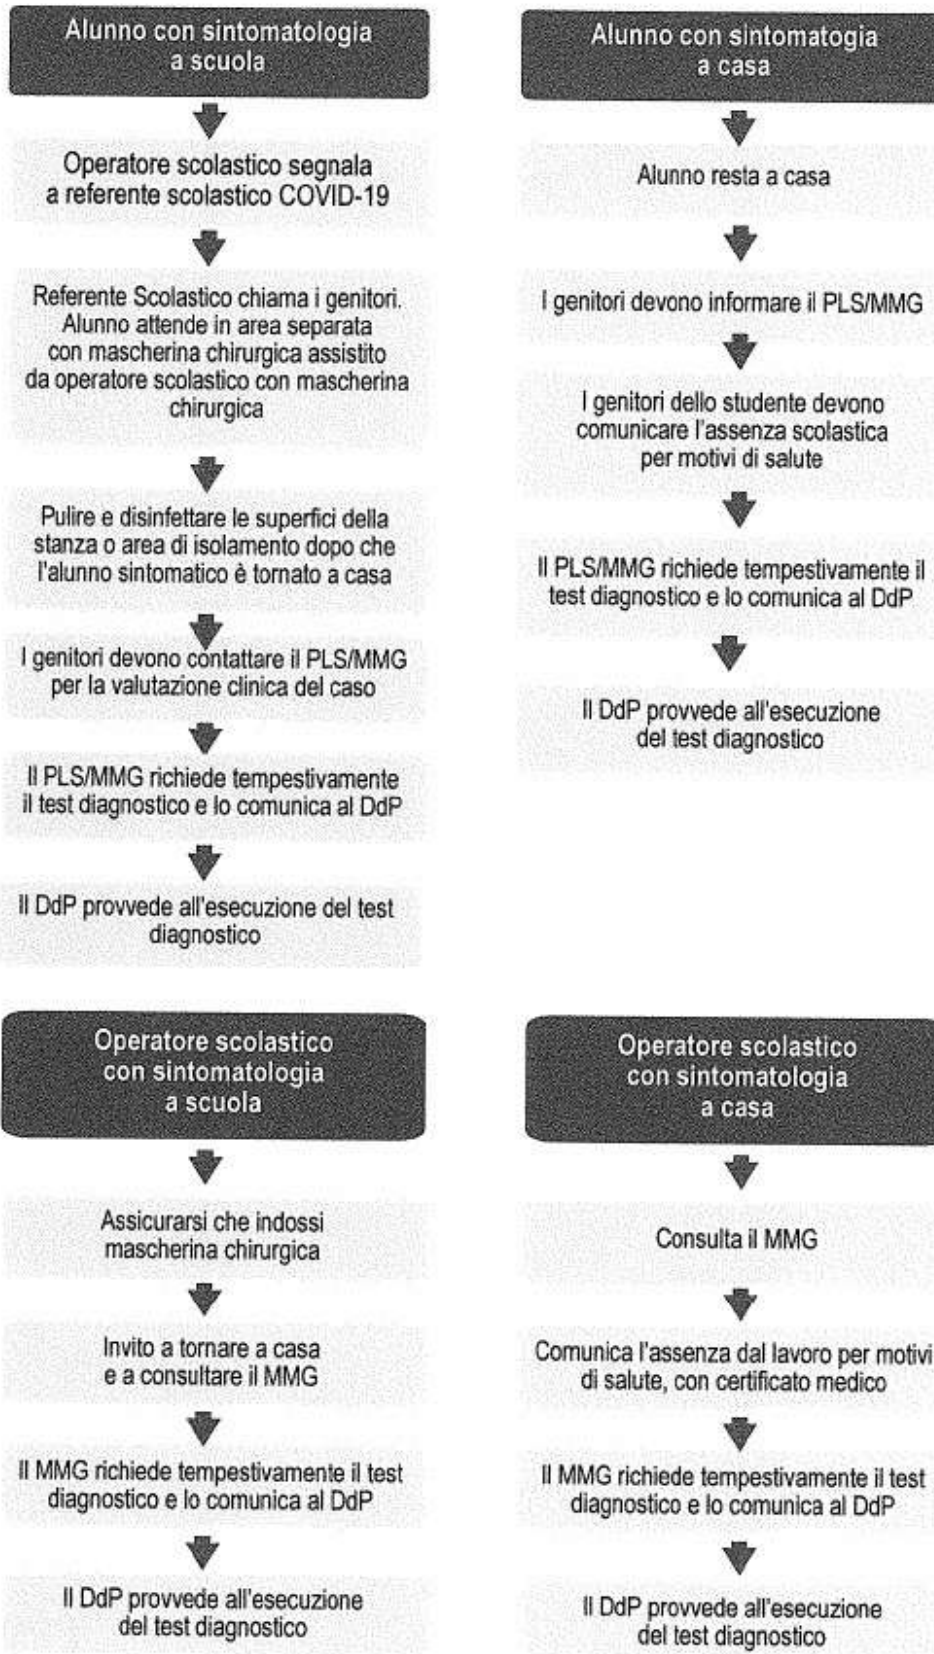 Alunno con sintomatologia
a scuola
Operatore scolastico segnala
a referente scolastico COVID-19
Referente Scolastico chiama i genitori.
Alunno attende in area separata
con mascherina chirurgica assistito
da operatore scolastico con mascherina
chirurgica
Pulire e disinfettare le superfici della
stanza o area di isolamento dopo che
l'alunno sintomatico è tornato a casa
I genitori devono contattare il PLS/MMG
per la valutazione clinica del caso
Il PLS/MMG richiede tempestivamente
il test diagnostico e lo comunica al DdP
Il DdP provvede all'esecuzione del test
diagnostico
Alunno con sintomatogia
a casa
Alunno resta a casa
I genitori devono informare il PLS/MMG
I genitori dello studente devono
comunicare l'assenza scolastica
per motivi di salute
Il PLS/MMG richiede tempestivamente il
test diagnostico e lo comunica al DdP
Il DdP provvede all'esecuzione
del test diagnostico
Operatore scolastico
con sintomatologia
a scuola
Assicurarsi che indossi
mascherina chirurgica
Invito a tornare a casa
e a consultare il MMG
Il MMG richiede tempestivamente il test
diagnostico e lo comunica al DdP
Il DdP provvede all'esecuzione
del test diagnostico
Operatore scolastico
con sintomatologia
a casa
Consulta il MMG
Comunica l'assenza dal lavoro per motivi
di salute, con certificato medico
Il MMG richiede tempestivamente il test
diagnostico e lo comunica al DdP
Il DdP provvede all'esecuzione
del test diagnostico